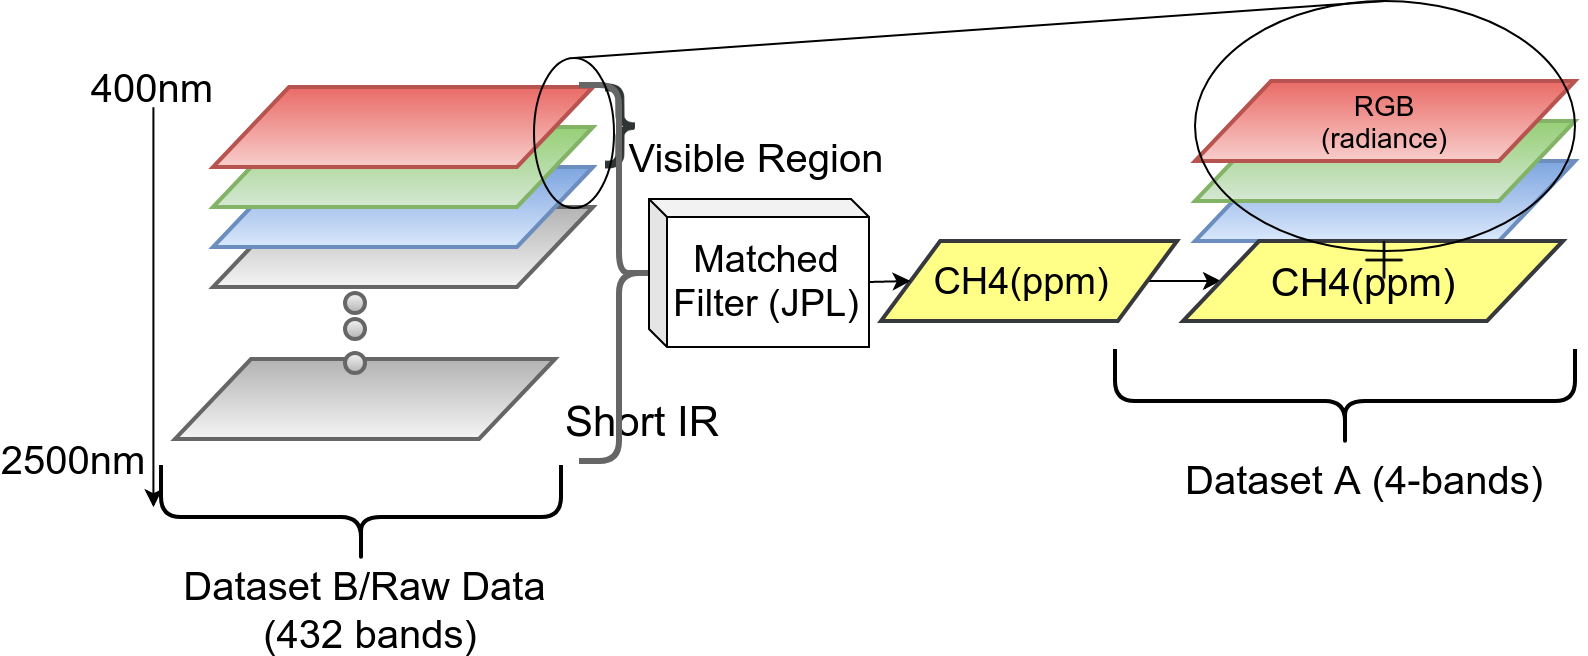 400nm
RGB
(radiance)
Visible Region
Matched
Filter (JPL)
CH4(ppm)
+
CH4(ppm)
Short IR
2500nm
Dataset A (4-bands)
Dataset B/Raw Data
(432 bands)